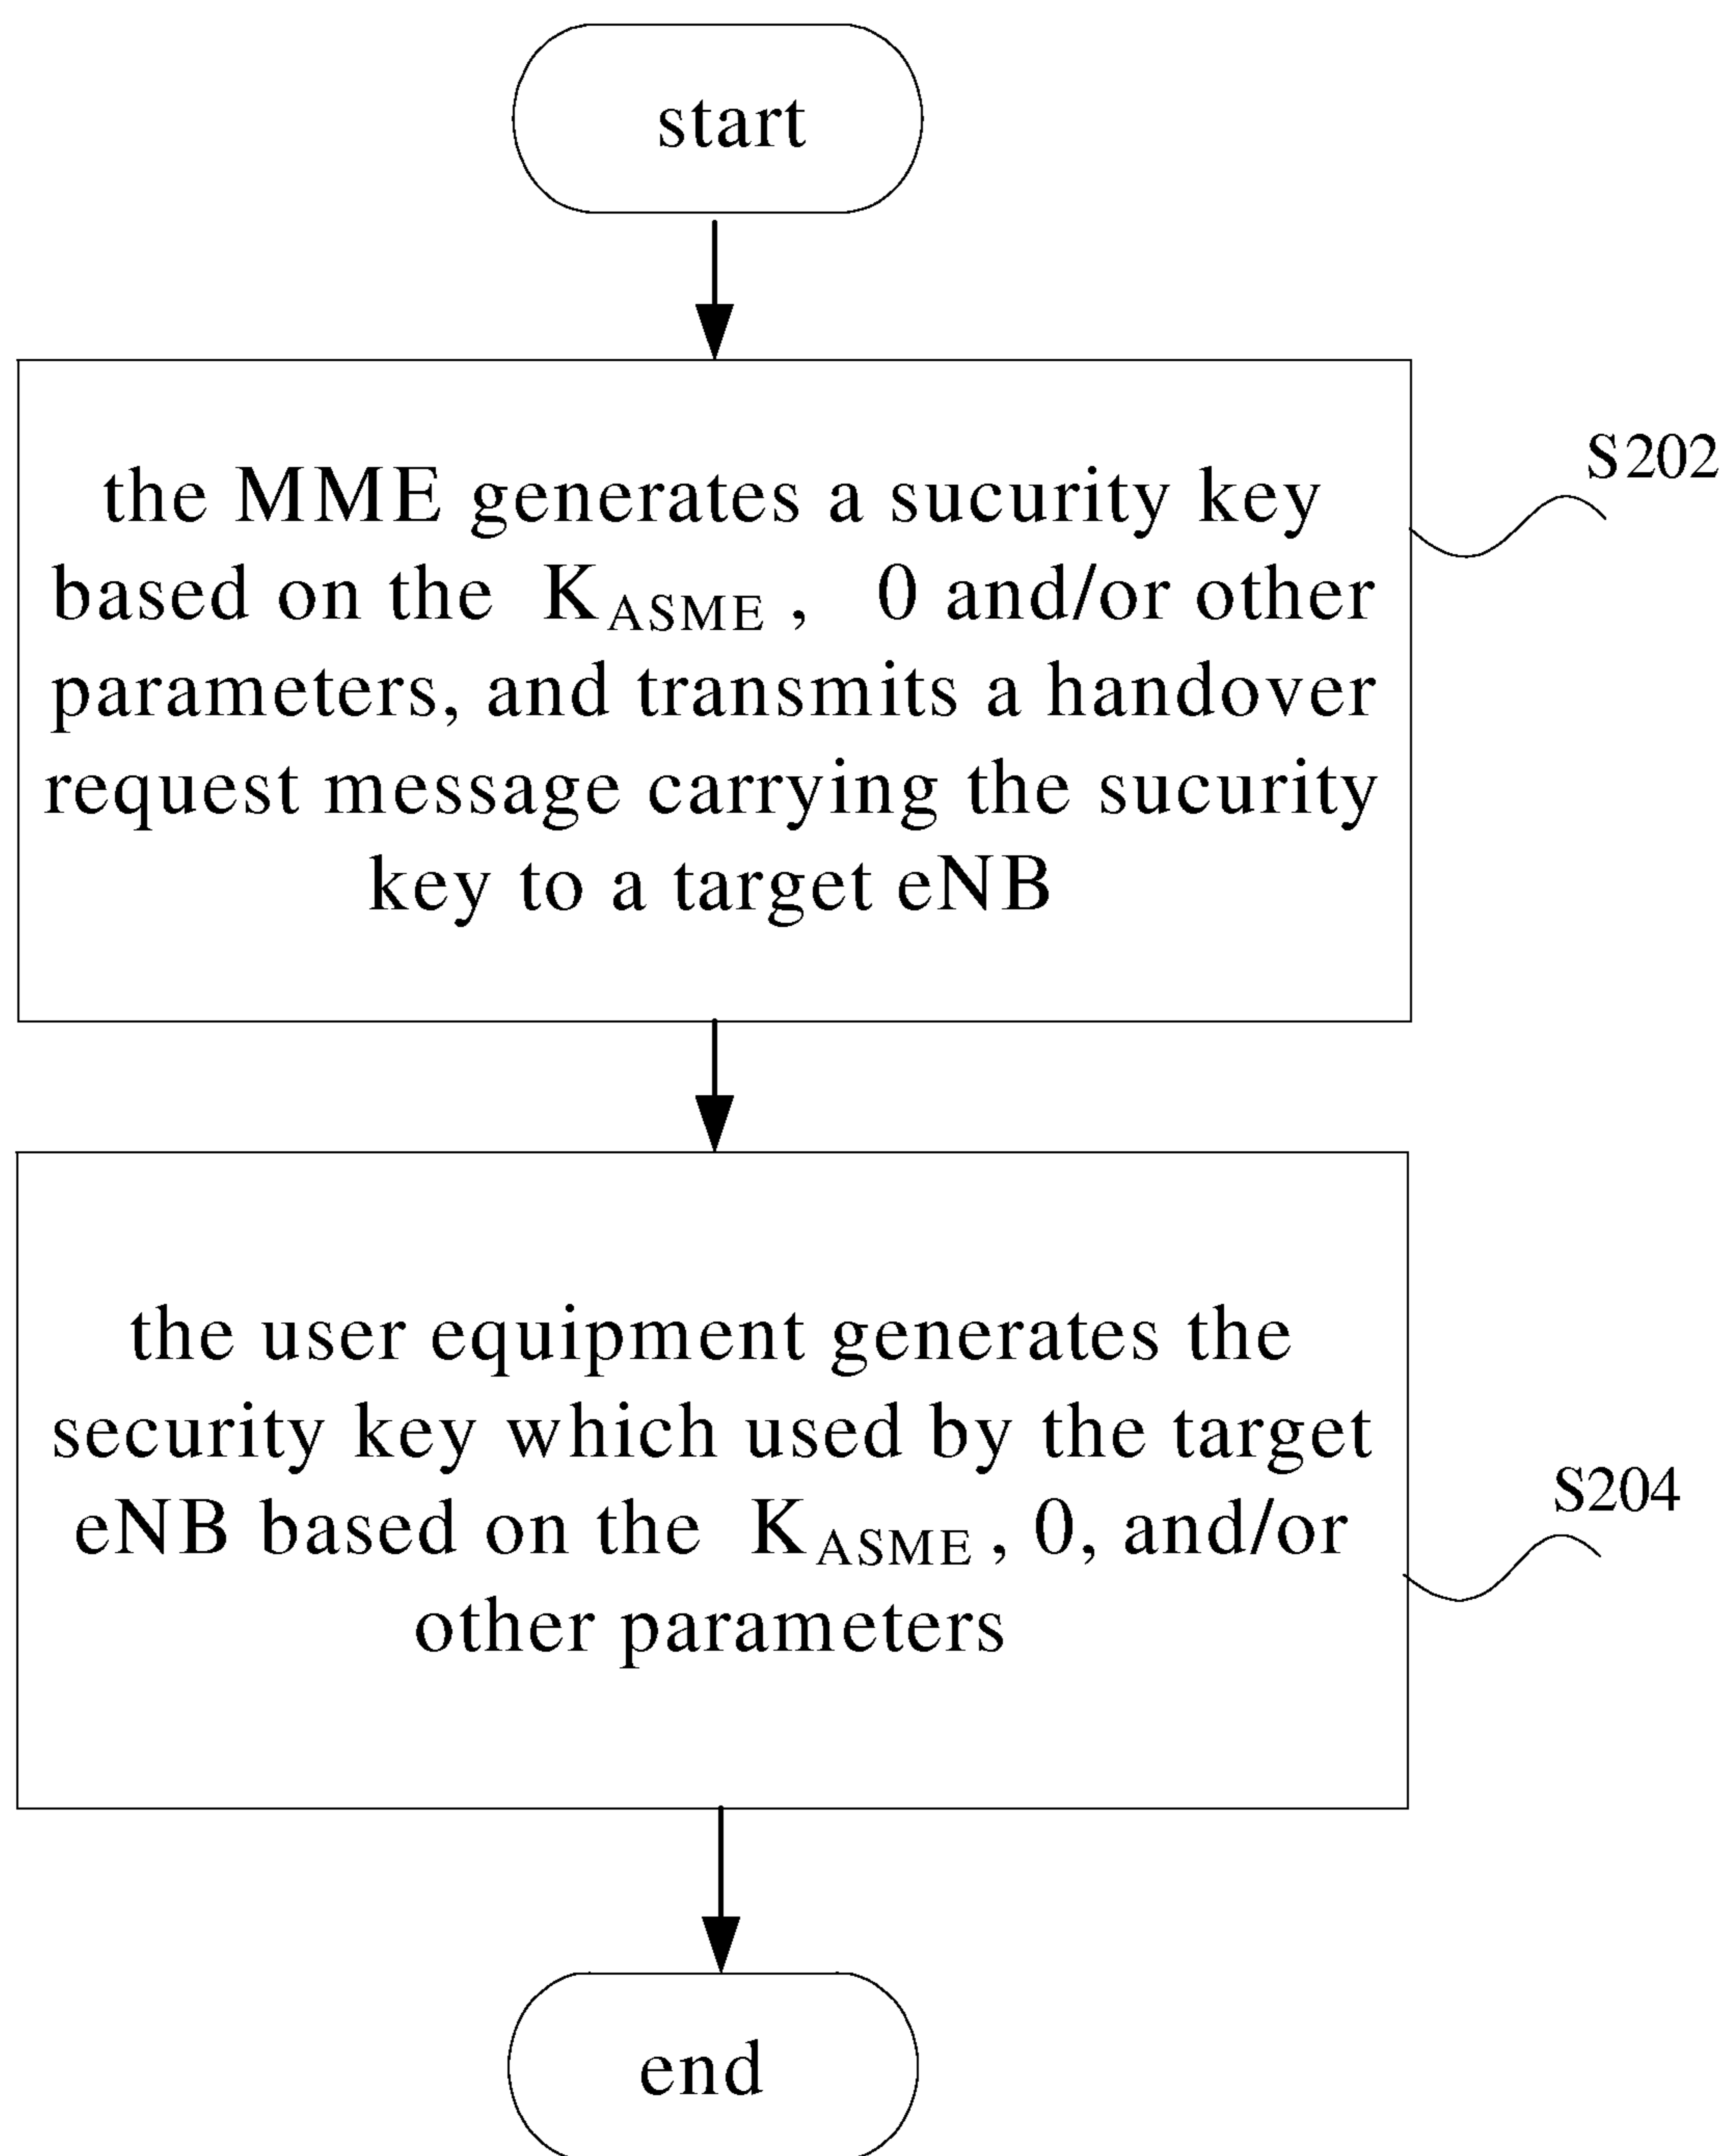 start
S202
the MME generates a sucurity key
based on the KASME, 0 and/or other
parameters, and transmits a handover
request message carrying the sucurity
key to a target eNB
the user equipment generates the
security key which used by the target
eNB based on the KASME, 0, and/or
other parameters
S204
end